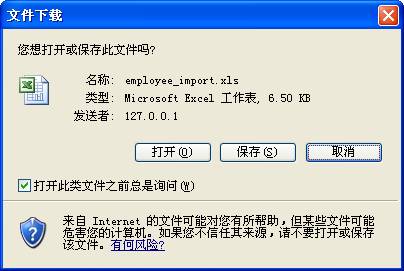 文件下载
您想打开或保存此文件吗?
名称: employee_import.xls
类型: Microsoft Excel 工作表, 6.50 KB
发送者: 127.0.0.1
打开(O) 保存(S) 取消
打开此类文件之前总是询问(W)
来自 Internet 的文件可能对您有所帮助，但某些文件可能
危害您的计算机。如果您不信任其来源，请不要打开或保存
该文件。有何风险?